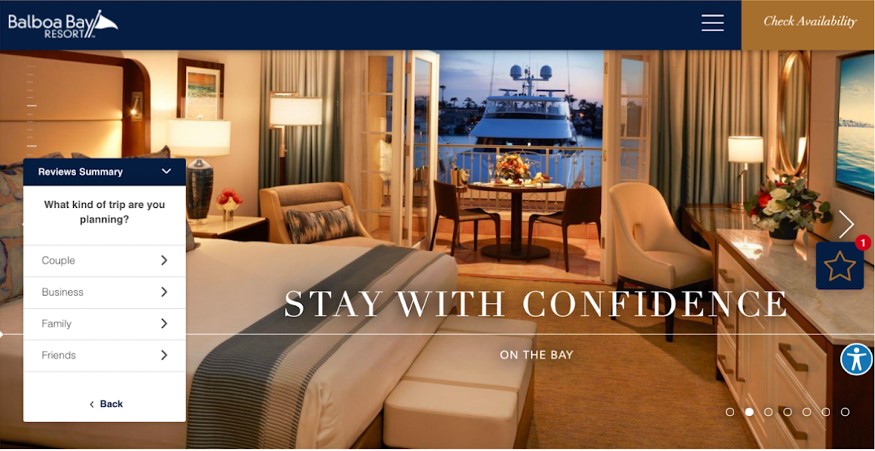 Balboa Bay
RESORT
Check Availability
Reviews Summary
What kind of trip are you
planning?
Couple
Business
Family
Friends
Back
1
STAY WITH CONFIDENCE
ON THE BAY